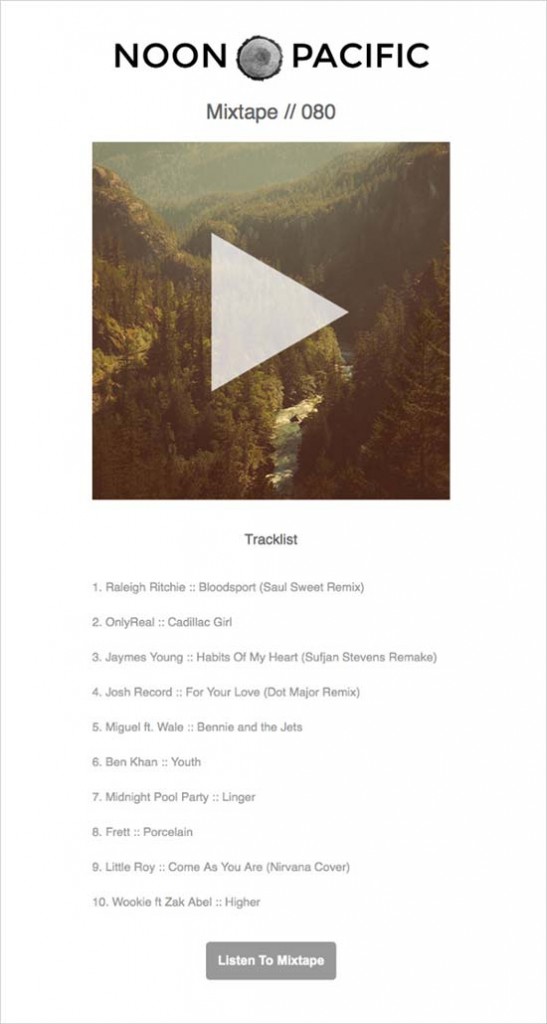 NOON PACIFIC
Mixtape // 080
Tracklist
1. Raleigh Ritchie :: Bloodsport (Saul Sweet Remix)
2. OnlyReal :: Cadillac Girl
3. Jaymes Young :: Habits Of My Heart (Sufjan Stevens Remake)
4. Josh Record :: For Your Love (Dot Major Remix)
5. Miguel ft. Wale :: Bennie and the Jets
6. Ben Khan :: Youth
7. Midnight Pool Party :: Linger
8. Frett :: Porcelain
9. Little Roy :: Come As You Are (Nirvana Cover)
10. Wookie ft Zak Abel :: Higher
Listen To Mixtape